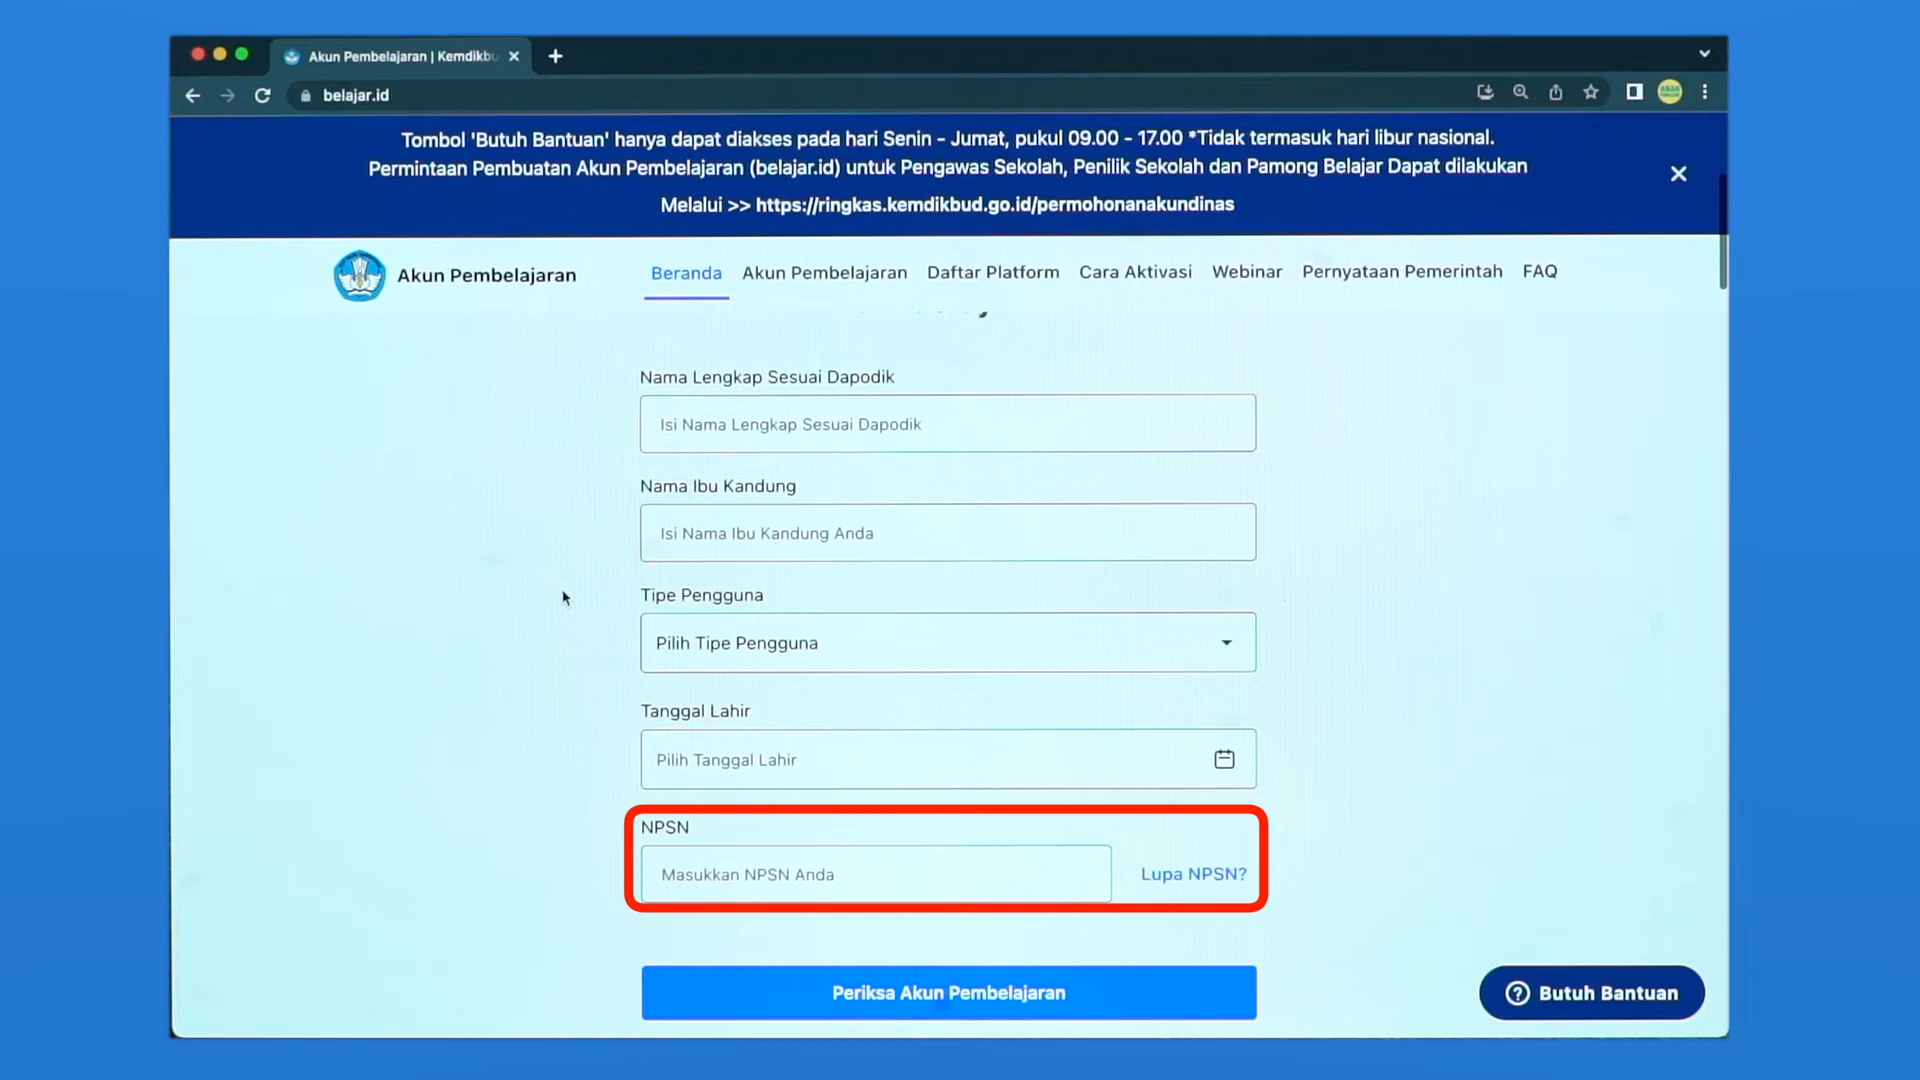 Akun Pembelajaran | Kemdikbu
belajar.id
Tombol 'Butuh Bantuan' hanya dapat diakses pada hari Senin - Jumat, pukul 09.00 - 17.00 *Tidak termasuk hari libur nasional.
Permintaan Pembuatan Akun Pembelajaran (belajar.id) untuk Pengawas Sekolah, Penilik Sekolah dan Pamong Belajar Dapat dilakukan
Melalui >> https://ringkas.kemdikbud.go.id/permohonanakundinas
Akun Pembelajaran
Beranda Akun Pembelajaran Daftar Platform Cara Aktivasi Webinar Pernyataan Pemerintah FAQ
Nama Lengkap Sesuai Dapodik
Isi Nama Lengkap Sesuai Dapodik
Nama Ibu Kandung
Isi Nama Ibu Kandung Anda
Tipe Pengguna
Pilih Tipe Pengguna
Tanggal Lahir
Pilih Tanggal Lahir
NPSN
Masukkan NPSN Anda
Lupa NPSN?
Periksa Akun Pembelajaran
Butuh Bantuan